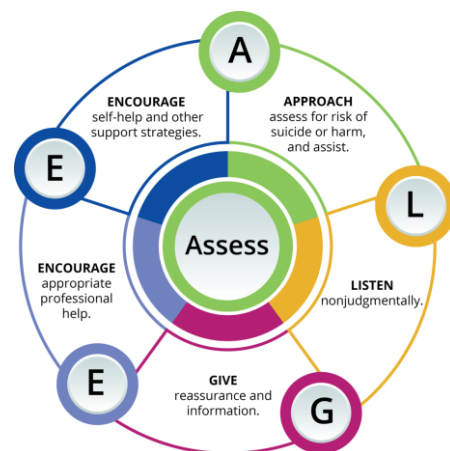 A
APPROACH
assess for risk of
suicide or harm,
and assist.
L
LISTEN
nonjudgmentally.
G
GIVE
reassurance and
information.
E
ENCOURAGE
appropriate
professional
help.
E
ENCOURAGE
self-help and other
support strategies.
Assess